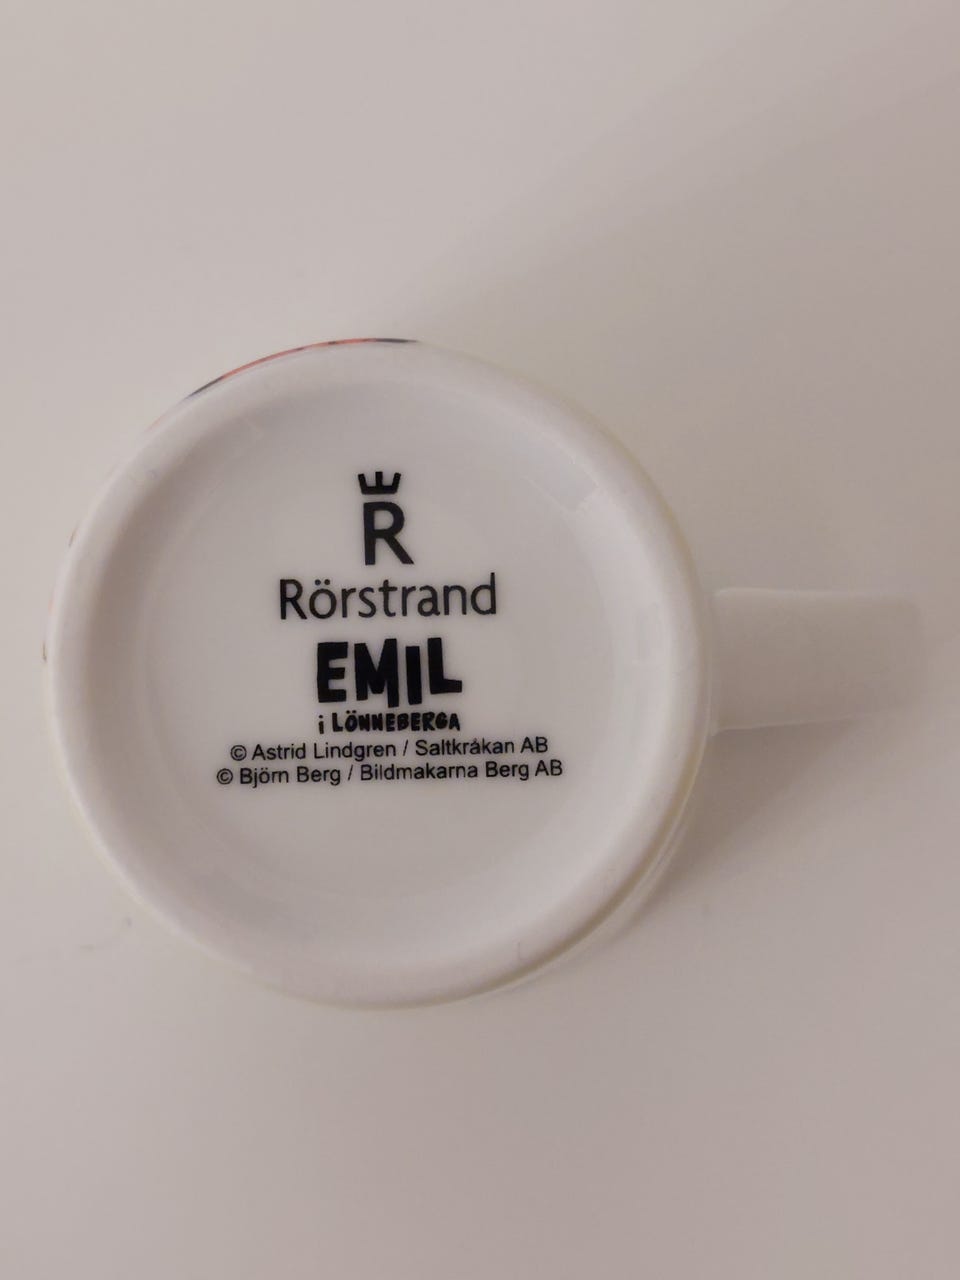 R
Rörstrand
EMIL
i LÖNNEBERGA
© Astrid Lindgren / Saltkråkan AB
© Björn Berg / Bildmakarna Berg AB